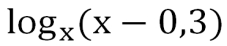 logₓ(x − 0,3)